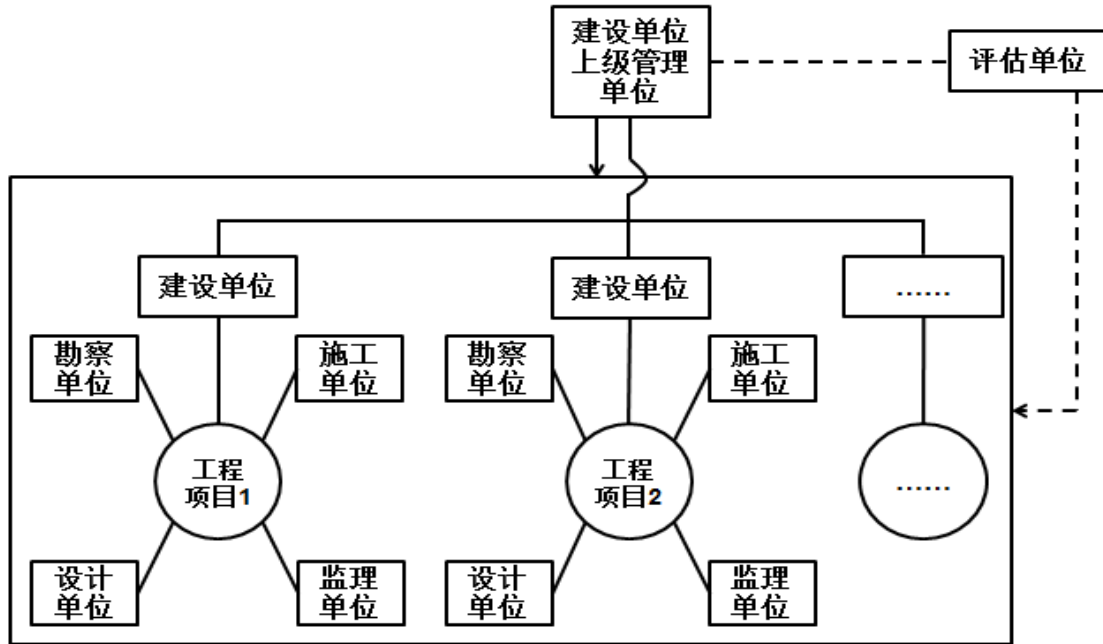 建设单位
上级管理
单位
评估单位
建设单位
建设单位
......
勘察
单位
施工
单位
勘察
单位
施工
单位
工程
项目1
工程
项目2
......
设计
单位
监理
单位
设计
单位
监理
单位